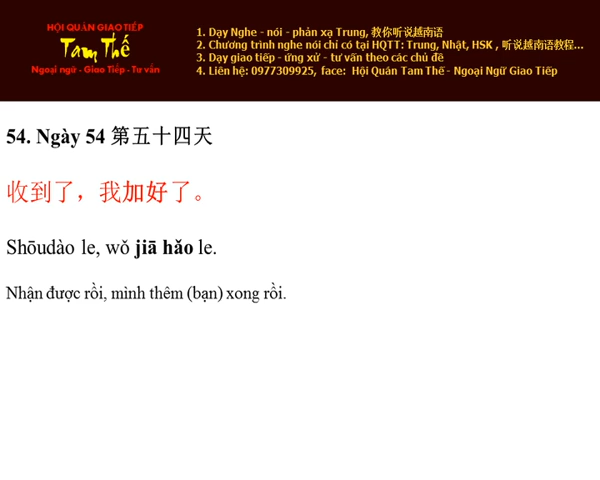 HỘI QUÁN GIAO TIẾP
Tam Thế
Ngoại ngữ - Giao Tiếp - Tư vấn
1. Dạy Nghe - nói - phản xạ Trung, 教你听说越南语
2. Chương trình nghe nói chỉ có tại HQTT: Trung, Nhật, HSK , 听说越南语教程...
3. Dạy giao tiếp - ứng xử - tư vấn theo các chủ đề
4. Liên hệ: 0977309925, face: Hội Quán Tam Thế - Ngoại Ngữ Giao Tiếp
54. Ngày 54 第五十四天
收到了，我加好了。
Shōudào le, wǒ jiā hǎo le.
Nhận được rồi, mình thêm (bạn) xong rồi.